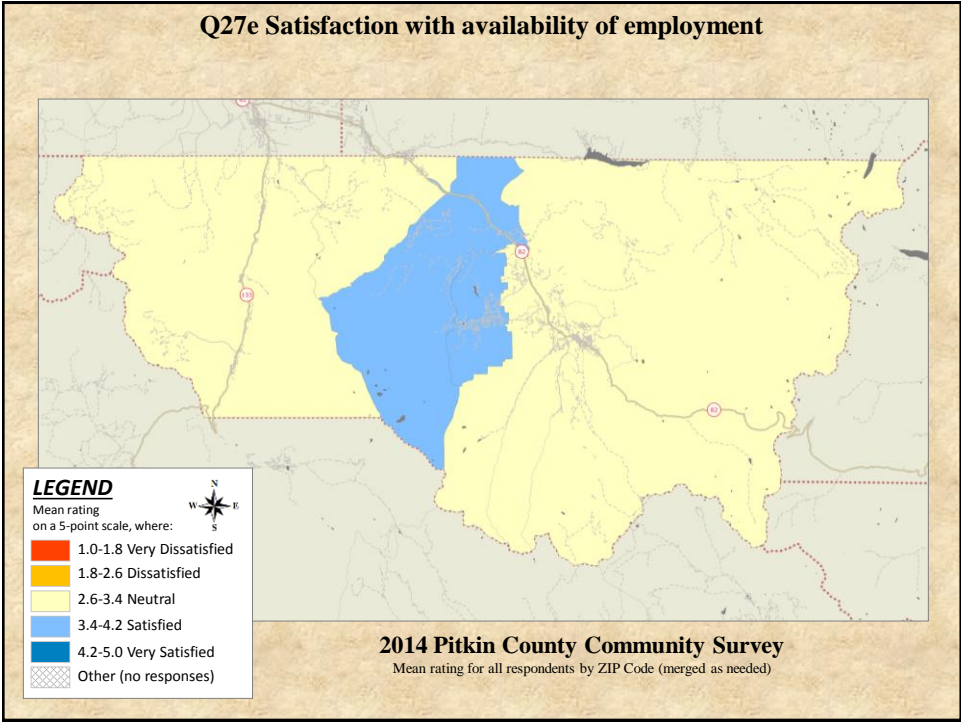 Q27e Satisfaction with availability of employment
82
133
82
LEGEND
Mean rating
on a 5-point scale, where:
N
W E
S
1.0-1.8 Very Dissatisfied
1.8-2.6 Dissatisfied
2.6-3.4 Neutral
3.4-4.2 Satisfied
4.2-5.0 Very Satisfied
Other (no responses)
2014 Pitkin County Community Survey
Mean rating for all respondents by ZIP Code (merged as needed)